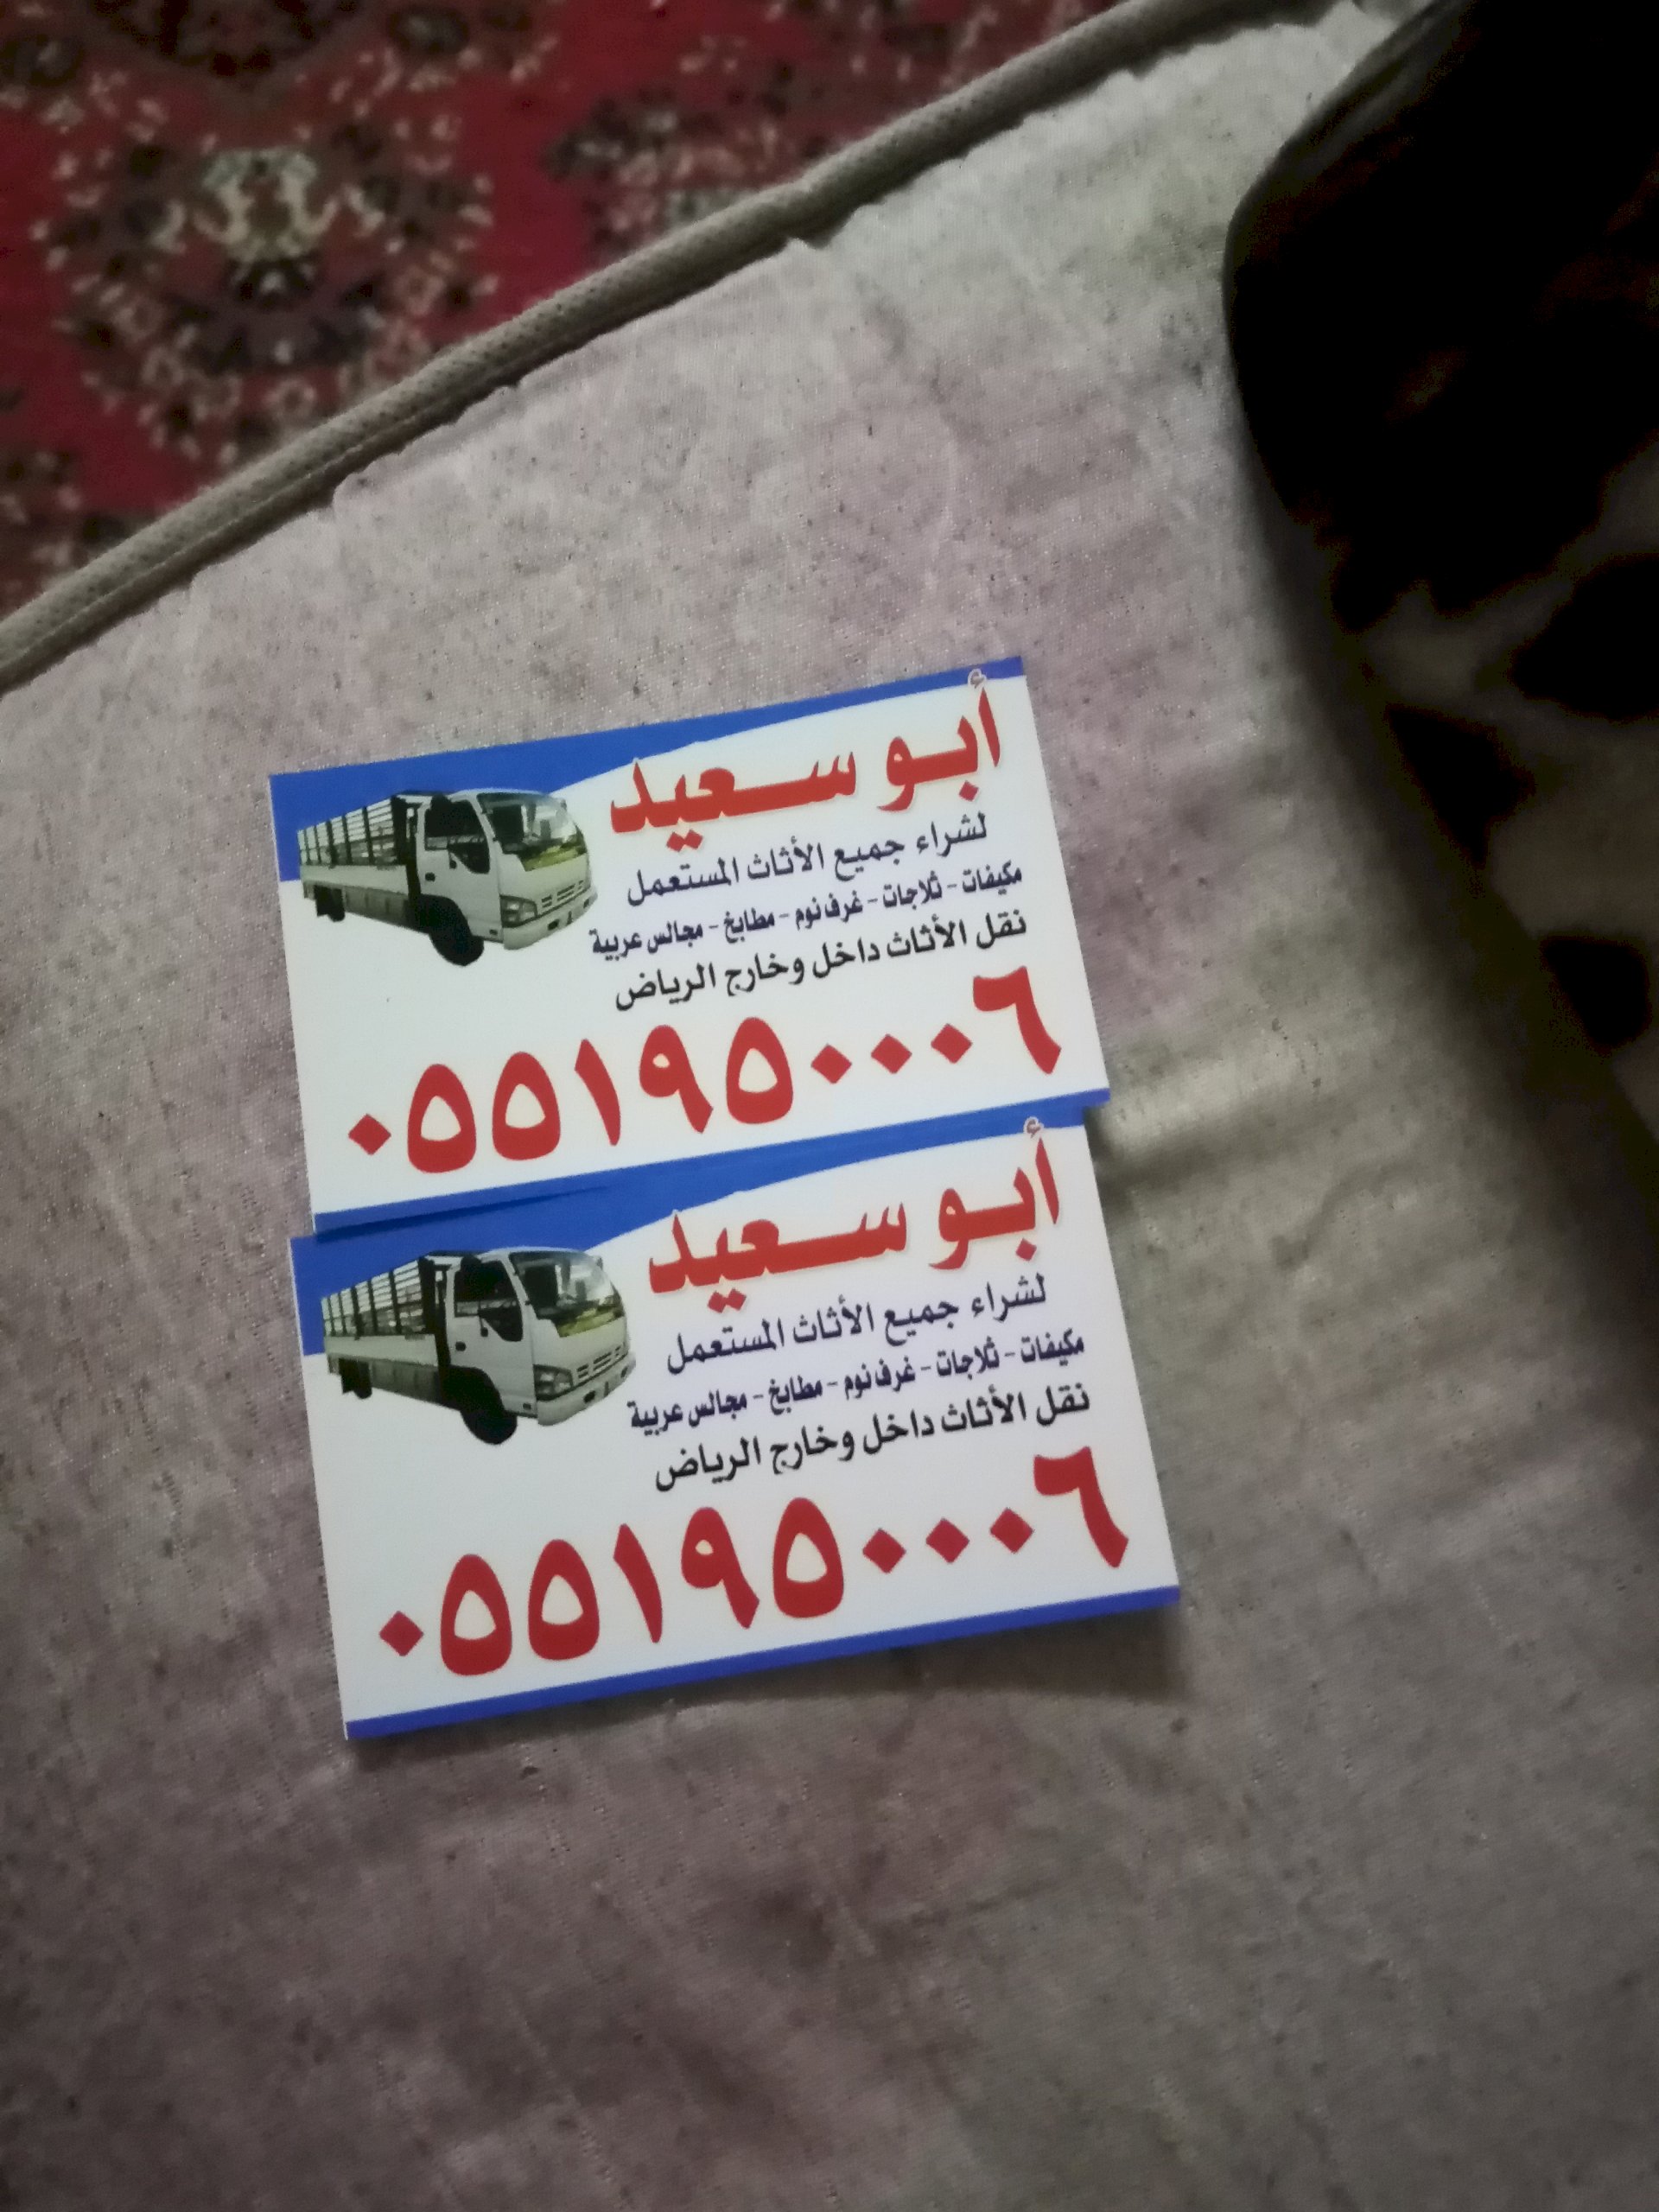 أبو سعيد
لشراء جميع الأثاث المستعمل
مكيفات - ثلاجات - غرف نوم - مطابخ - مجالس عربية
نقل الأثاث داخل وخارج الرياض
٠٥٥١٩٥٠٠٠٦
أبو سعيد
لشراء جميع الأثاث المستعمل
مكيفات - ثلاجات - غرف نوم - مطابخ - مجالس عربية
نقل الأثاث داخل وخارج الرياض
٠٥٥١٩٥٠٠٠٦